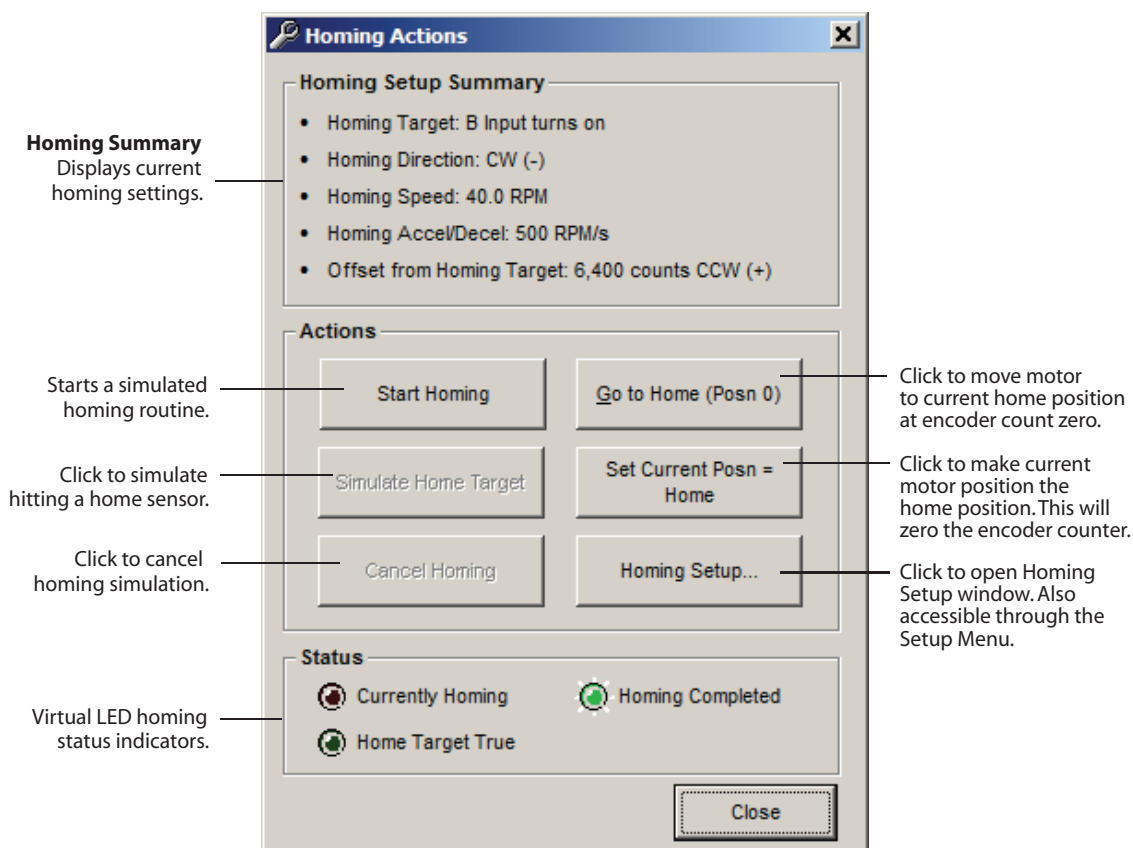 Homing Actions
Homing Setup Summary
• Homing Target: B Input turns on
• Homing Direction: CW (-)
• Homing Speed: 40.0 RPM
• Homing Accel/Decel: 500 RPM/s
• Offset from Homing Target: 6,400 counts CCW (+)
Homing Summary
Displays current
homing settings.
Actions
Start Homing
Go to Home (Posn 0)
Simulate Home Target
Set Current Posn =
Home
Cancel Homing
Homing Setup...
Starts a simulated
homing routine.
Click to simulate
hitting a home sensor.
Click to cancel
homing simulation.
Click to move motor
to current home position
at encoder count zero.
Click to make current
motor position the
home position. This will
zero the encoder counter.
Click to open Homing
Setup window. Also
accessible through the
Setup Menu.
Status
Currently Homing
Homing Completed
Home Target True
Virtual LED homing
status indicators.
Close